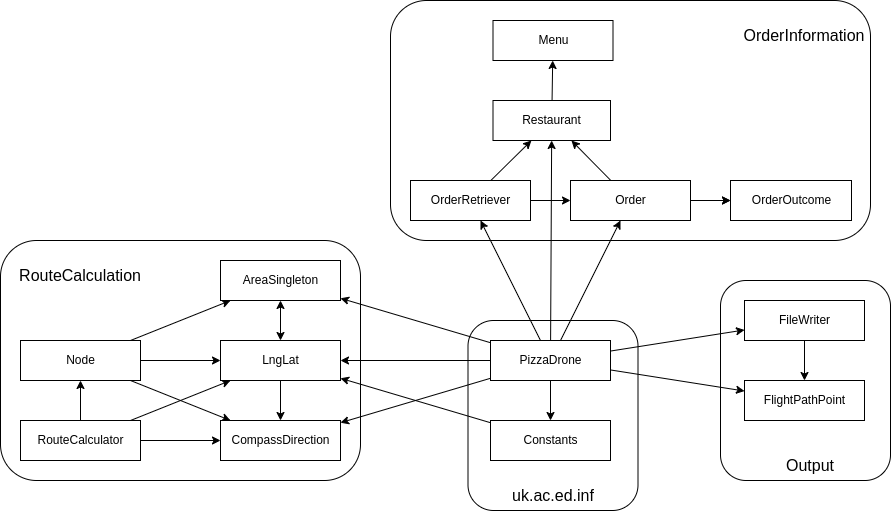 Menu
OrderInformation
Restaurant
OrderRetriever
Order
OrderOutcome
RouteCalculation
AreaSingleton
Node
LngLat
RouteCalculator
CompassDirection
PizzaDrone
Constants
uk.ac.ed.inf
FileWriter
FlightPathPoint
Output